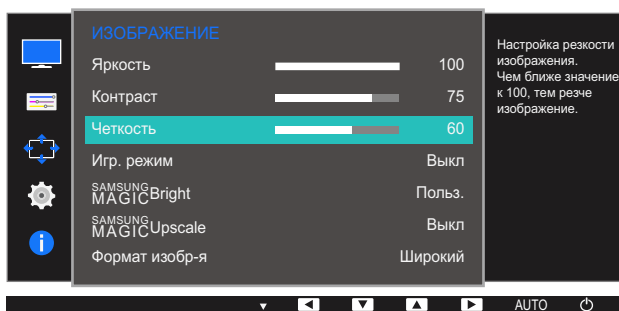 ИЗОБРАЖЕНИЕ
Яркость 100
Контраст 75
Четкость 60
Игр. режим Выкл
SAMSUNG
MAGICBright Польз.
SAMSUNG
MAGICUpscale Выкл
Формат изобр-я Широкий
Настройка резкости
изображения.
Чем ближе значение
к 100, тем резче
изображение.
AUTO